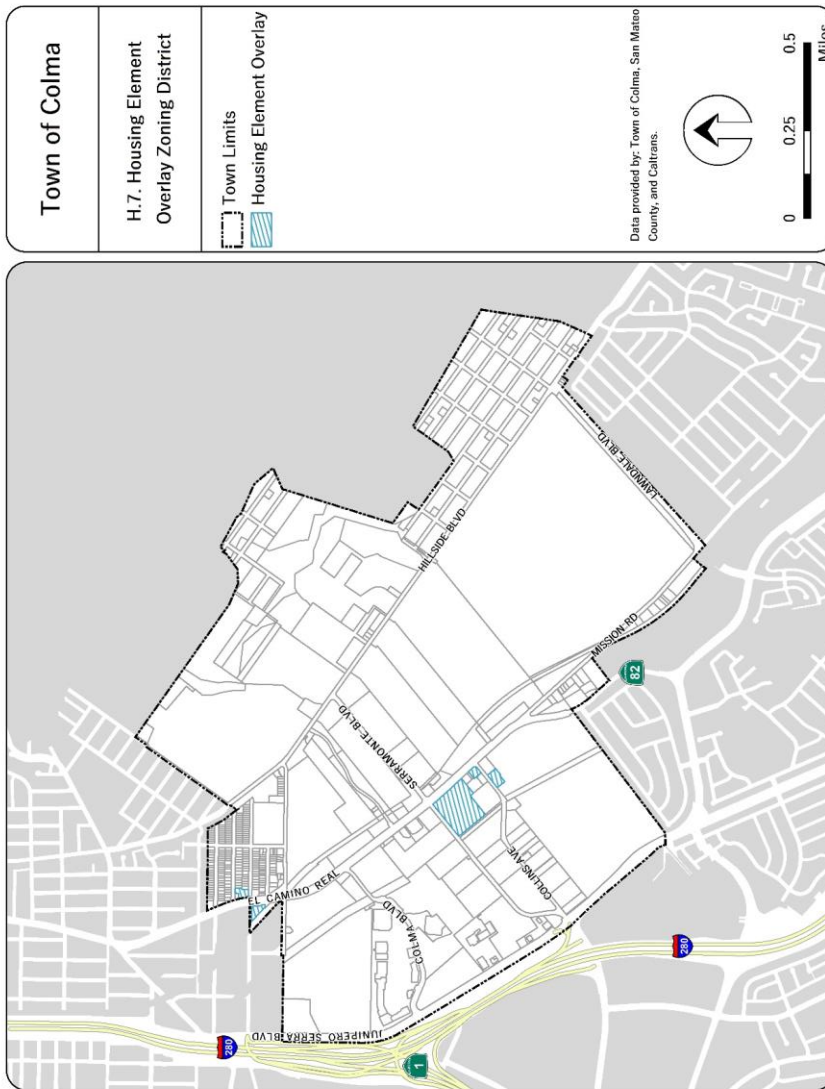 Town of Colma
H.7. Housing Element
Overlay Zoning District
Town Limits
Housing Element Overlay
Data provided by: Town of Colma, San Mateo
County, and Caltrans.
0
0.25
0.5
Miles
280
JUNIPERO SERRA BLVD
1
EL CAMINO REAL
COLMA BLVD
SERRAMONTE BLVD
COLLINS AVE
HILLSIDE BLVD
MISSION RD
82
LAWNDALE BLVD
280